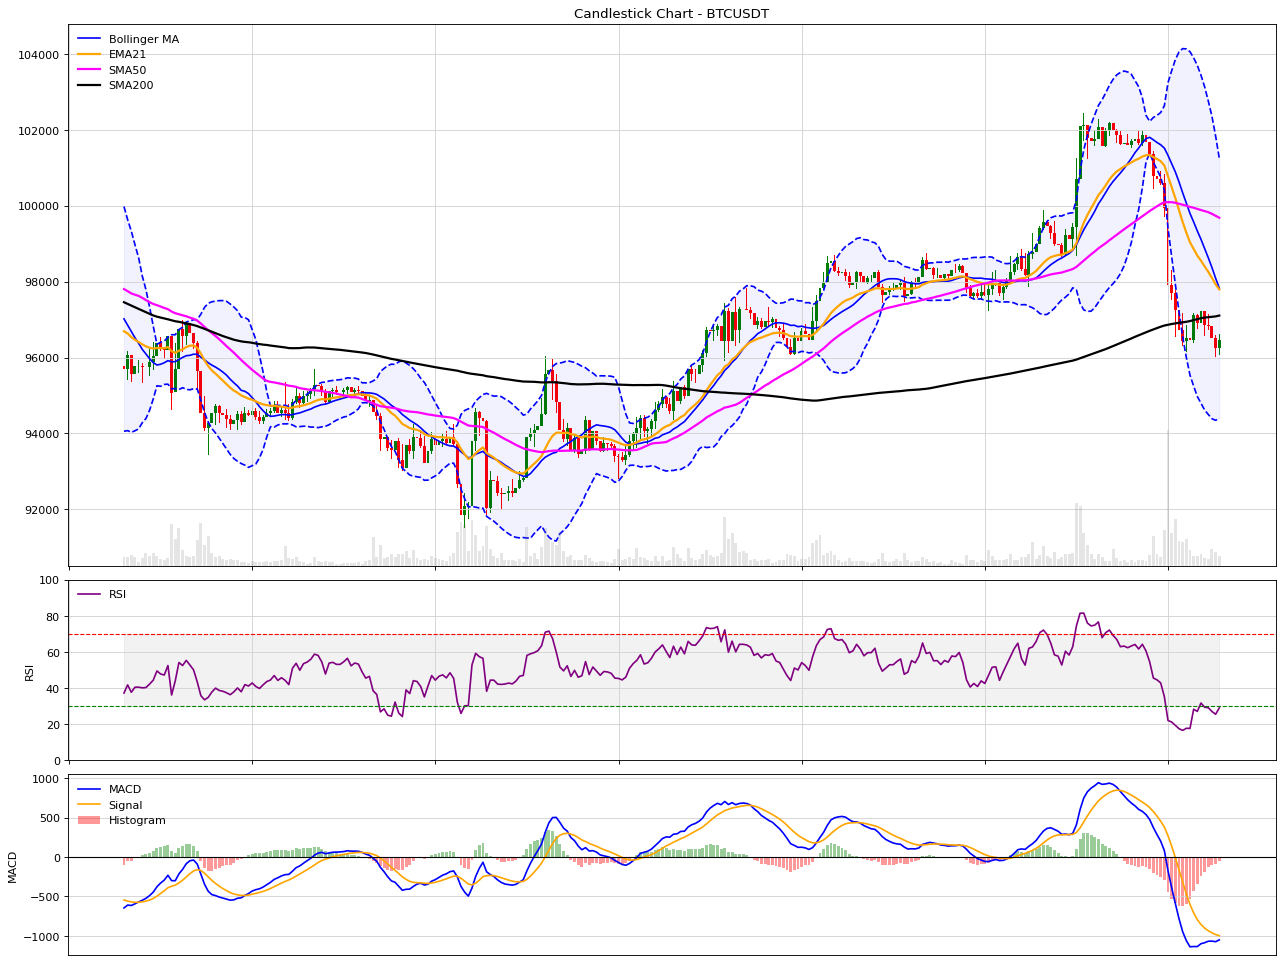 Candlestick Chart - BTCUSDT
Bollinger MA
EMA21
SMA50
SMA200
104000
102000
100000
98000
96000
94000
92000
RSI
RSI
100
80
60
40
20
0
MACD
Signal
Histogram
MACD
1000
500
0
−500
−1000